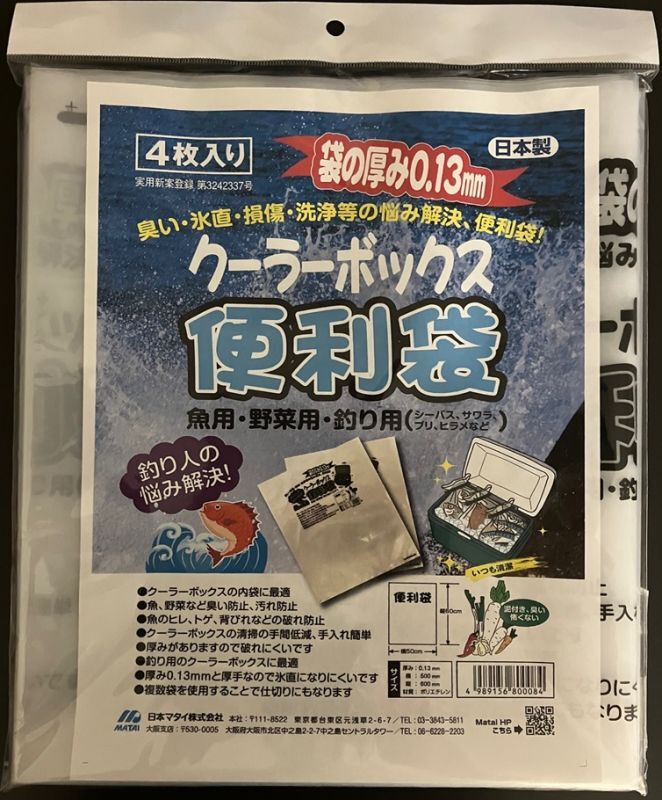 4枚入り
袋の厚み0.13mm
日本製
実用新案登録 第3242337号
臭い・氷直・損傷・洗浄等の悩み解決、便利袋!
クーラーボックス
便利袋
魚用・野菜用・釣り用(シーバス、サワラ、ブリ、ヒラメなど)
釣り人の
悩み解決!
いつも清潔
●クーラーボックスの内袋に最適
●魚、野菜など臭い防止、汚れ防止
●魚のヒレ、トゲ、背びれなどの破れ防止
●クーラーボックスの清掃の手間低減、手入れ簡単
●厚みがありますので破れにくいです
●釣り用のクーラーボックスに最適
●厚み0.13mmと厚手なので氷直になりにくいです
●複数袋を使用することで仕切りにもなります
便利袋
縦60cm
横50cm
泥付き、臭い
怖くない
サイズ
厚み:0.13 mm
横:500 mm
縦:600 mm
材質:ポリエチレン
4989156800084
MATAI
日本マタイ株式会社 本社:〒111-8522 東京都台東区元浅草2-6-7/TEL:03-3843-5811
大阪支店:〒530-0005 大阪府大阪市北区中之島2-2-7中之島セントラルタワー/TEL:06-6228-2203
Matai HP
こちら